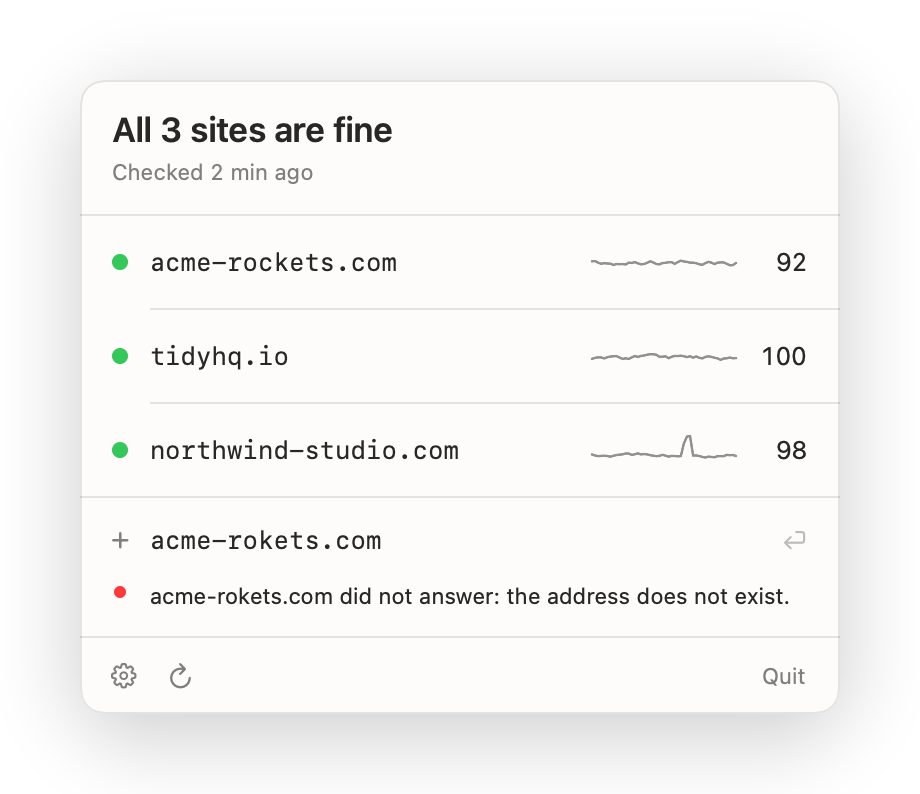 All 3 sites are fine
Checked 2 min ago
acme-rockets.com 92
tidyhq.io 100
northwind-studio.com 98
+ acme-rokets.com
acme-rokets.com did not answer: the address does not exist.
Quit